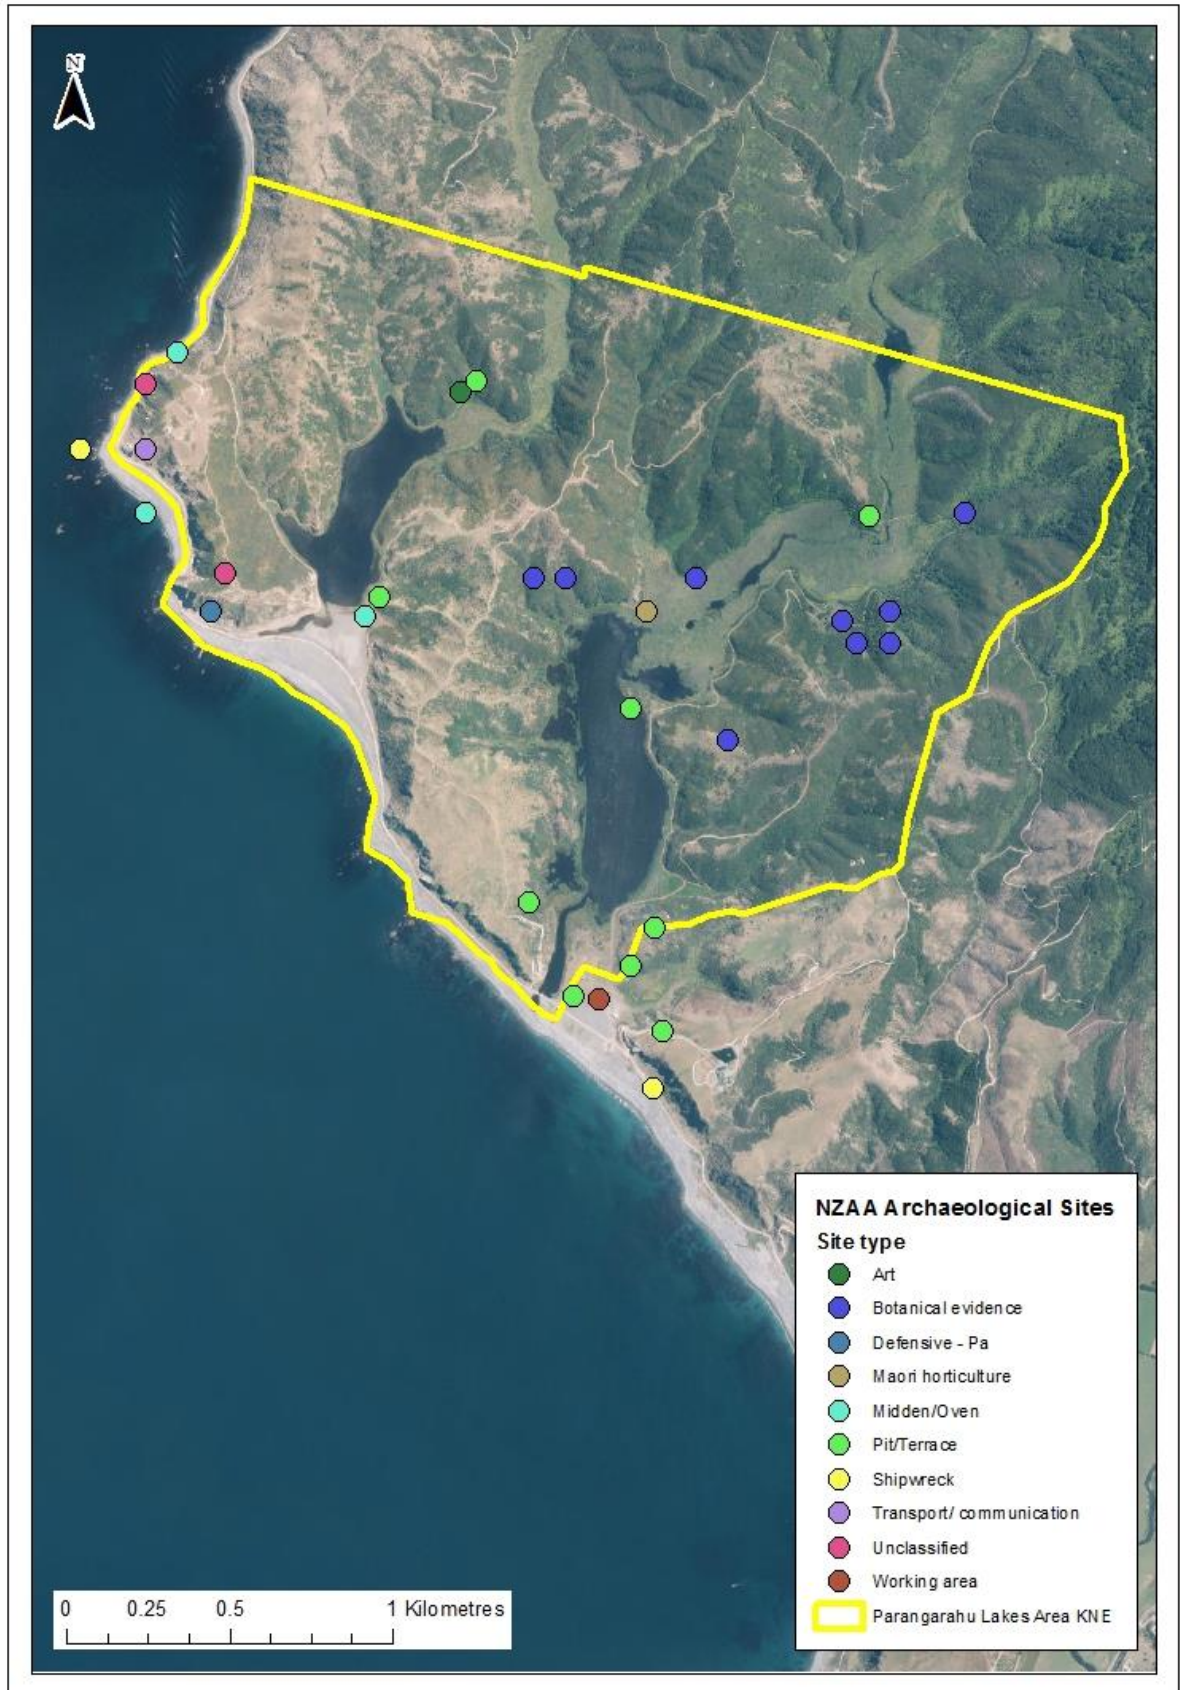 N
NZAA Archaeological Sites
Site type
Art
Botanical evidence
Defensive - Pa
Maori horticulture
Midden/Oven
Pit/Terrace
Shipwreck
Transport/ communication
Unclassified
Working area
Parangarahu Lakes Area KNE
0 0.25 0.5 1 Kilometres